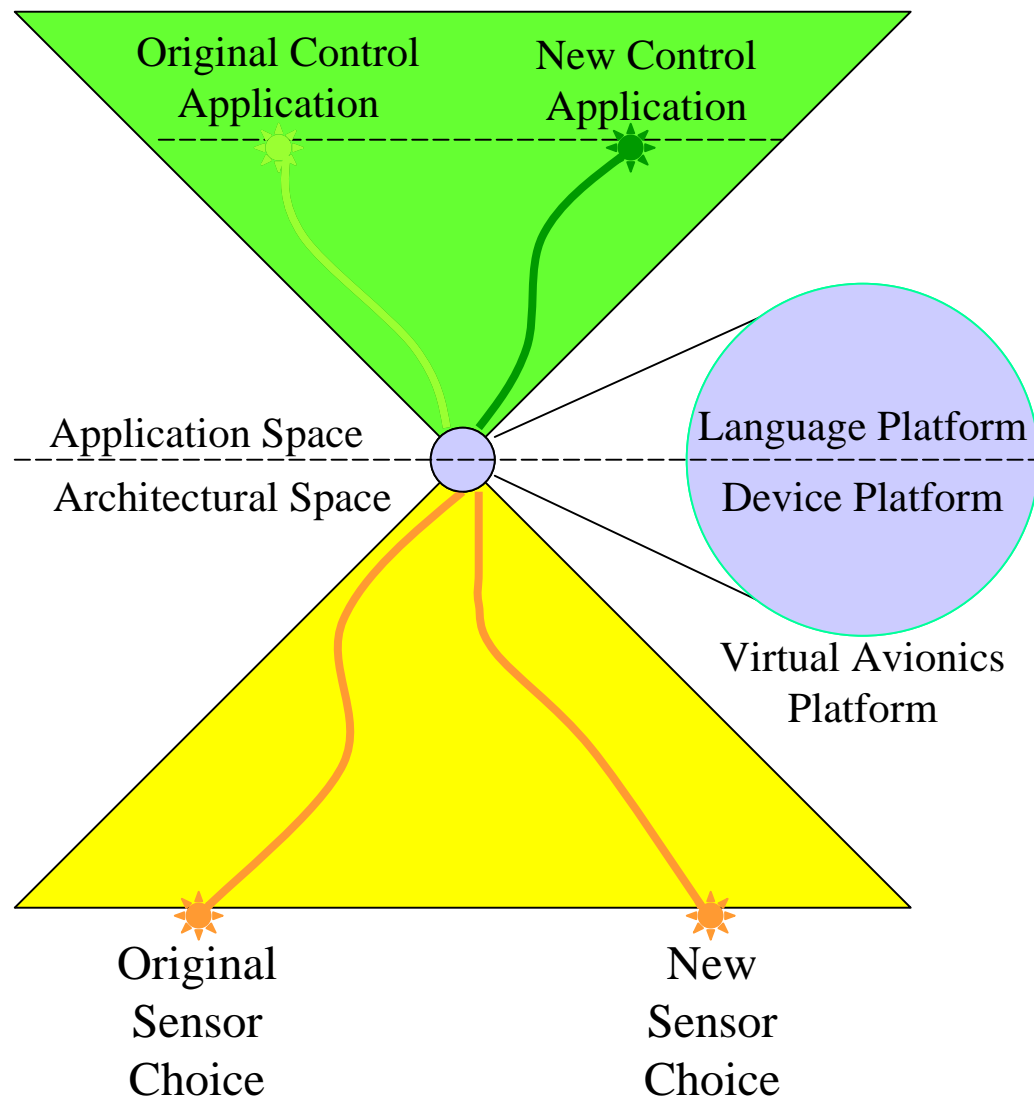 Original Control
Application
New Control
Application
Application Space
Architectural Space
Language Platform
Device Platform
Virtual Avionics
Platform
Original
Sensor
Choice
New
Sensor
Choice